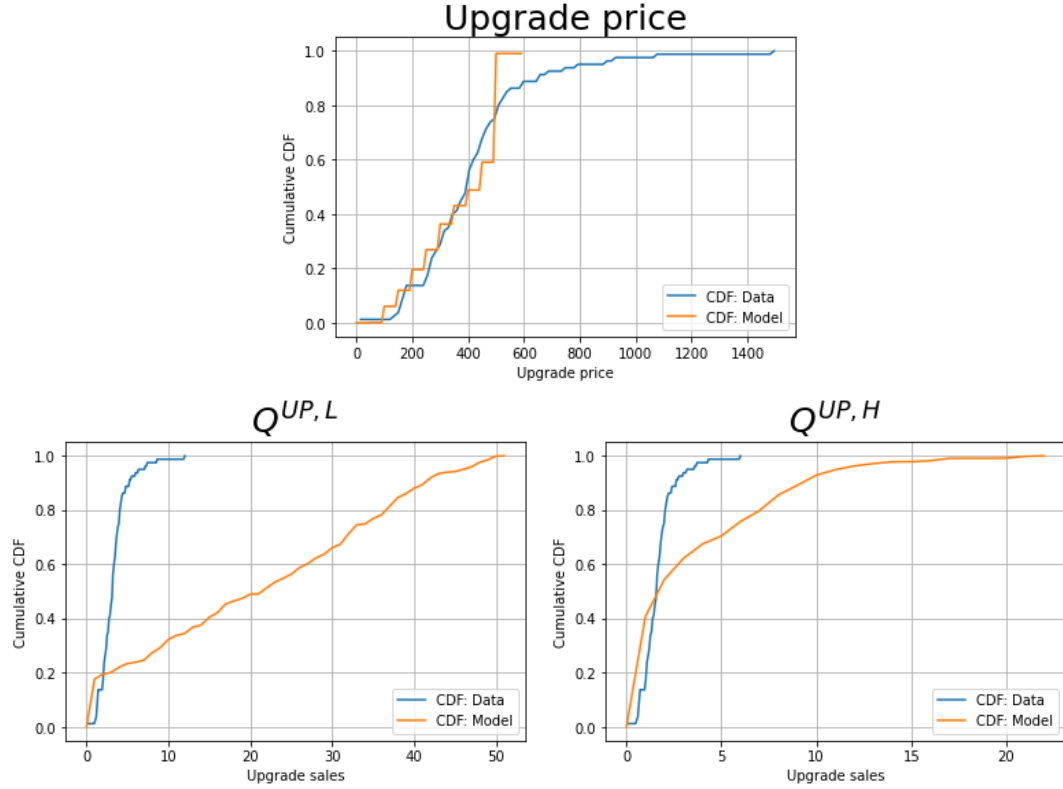 Upgrade price
1.0
0.8
0.6
0.4
0.2
0.0
Cumulative CDF
CDF: Data
CDF: Model
0 200 400 600 800 1000 1200 1400
Upgrade price
Q^{UP, L}
1.0
0.8
0.6
0.4
0.2
0.0
Cumulative CDF
CDF: Data
CDF: Model
0 10 20 30 40 50
Upgrade sales
Q^{UP, H}
1.0
0.8
0.6
0.4
0.2
0.0
Cumulative CDF
CDF: Data
CDF: Model
0 5 10 15 20
Upgrade sales